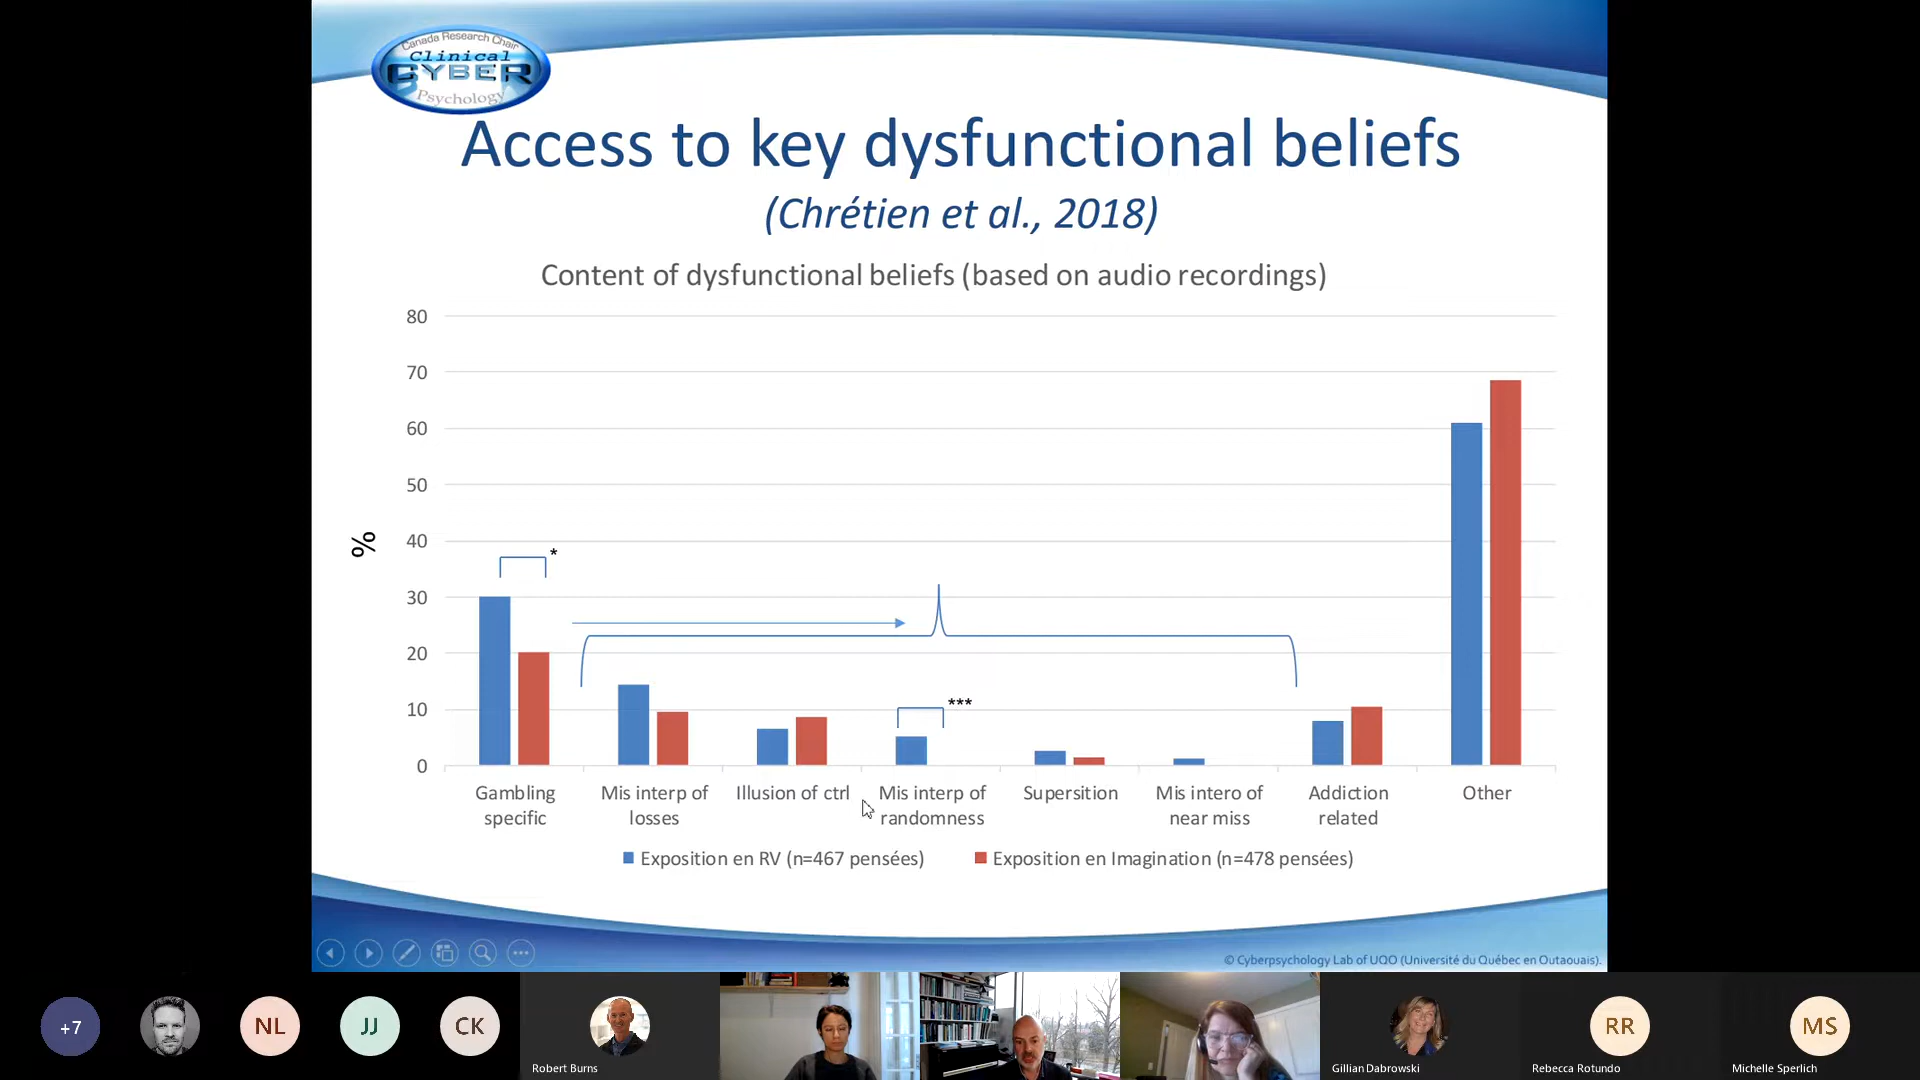 Canada Research Chair
Clinical
CYBER
Psychology
Access to key dysfunctional beliefs
(Chrétien et al., 2018)
Content of dysfunctional beliefs (based on audio recordings)
%
80
70
60
50
40
30
20
10
0
*
***
Gambling specific
Mis interp of losses
Illusion of ctrl
Mis interp of randomness
Supersition
Mis intero of near miss
Addiction related
Other
Exposition en RV (n=467 pensées)
Exposition en Imagination (n=478 pensées)
© Cyberpsychology Lab of UQO (Université du Québec en Outaouais).
+7
NL
JJ
CK
Robert Burns
Gillian Dabrowski
RR
Rebecca Rotundo
MS
Michelle Sperlich